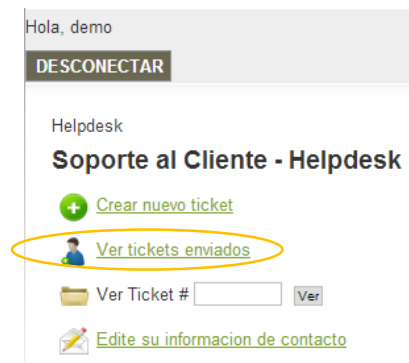 Hola, demo
DESCONECTAR
Helpdesk
Soporte al Cliente - Helpdesk
Crear nuevo ticket
Ver tickets enviados
Ver Ticket # Ver
Edite su informacion de contacto